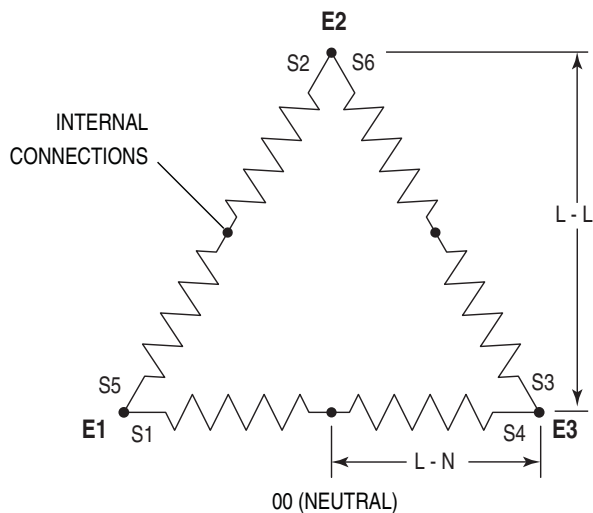 E2
S2 S6
INTERNAL
CONNECTIONS
L - L
S5 S3
E1 S1 S4 E3
L - N
00 (NEUTRAL)